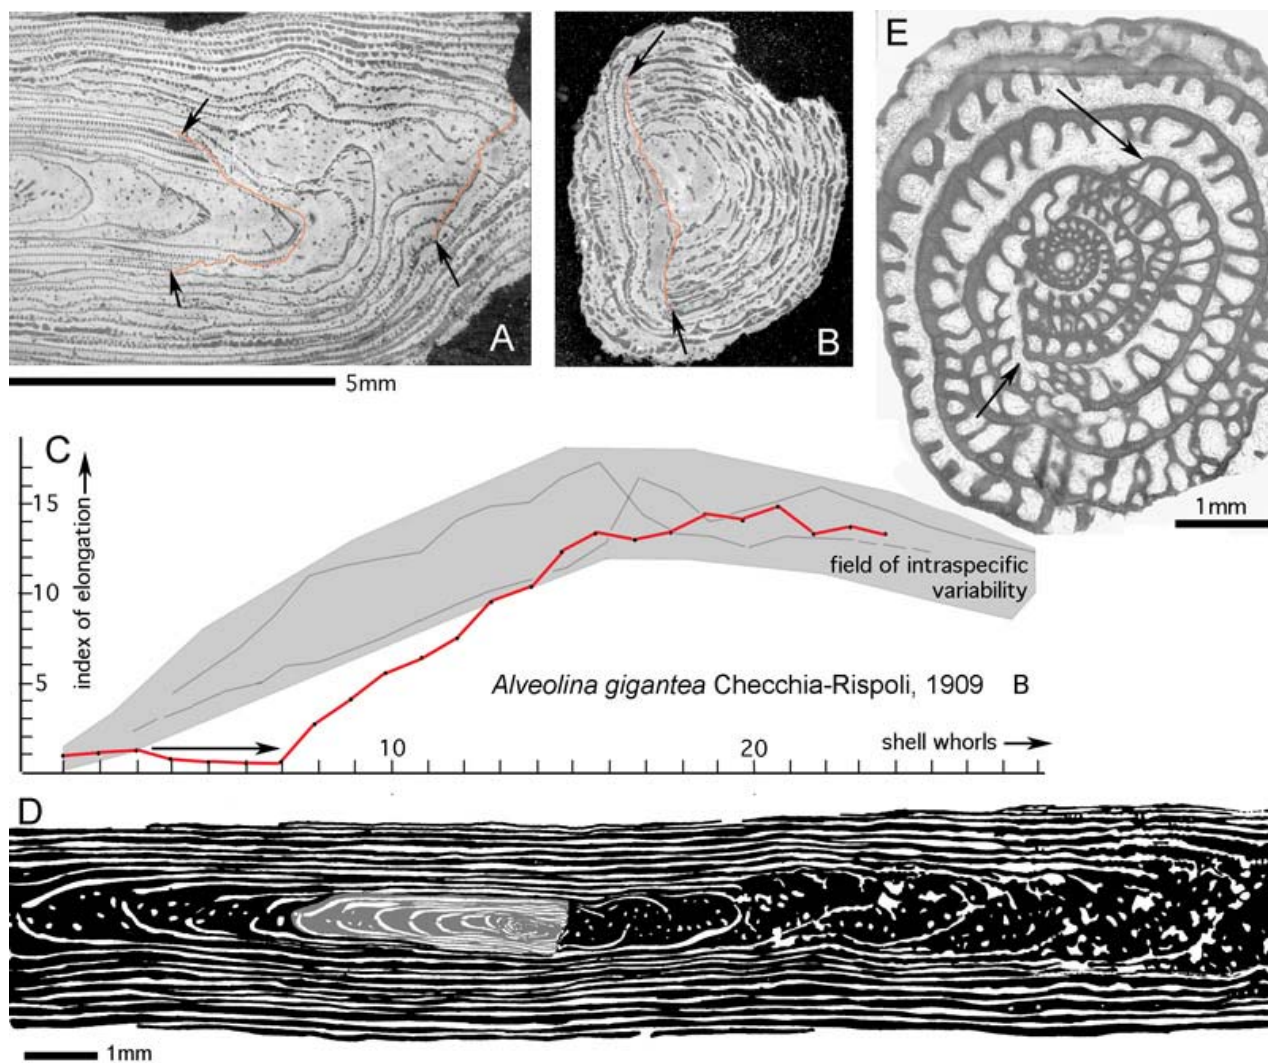 A
5mm
B
E
1mm
C
index of elongation
15
10
5
field of intraspecific
variability
Alveolina gigantea Checchia-Rispoli, 1909 B
10
20
shell whorls
D
1mm